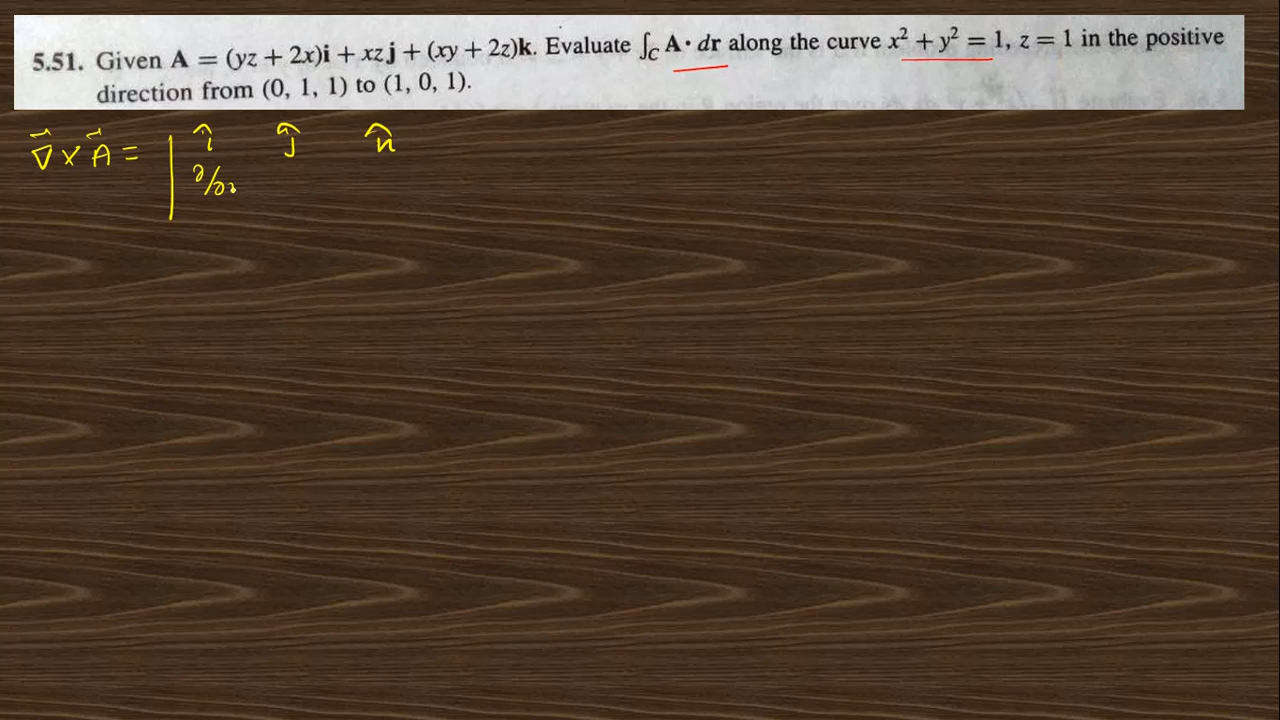 5.51. Given A = (yz + 2x)i + xzj + (xy + 2z)k. Evaluate ∫C A · dr along the curve x² + y² = 1, z = 1 in the positive
direction from (0, 1, 1) to (1, 0, 1).
∇⃗ × A⃗ = | î ĵ k̂
∂/∂x